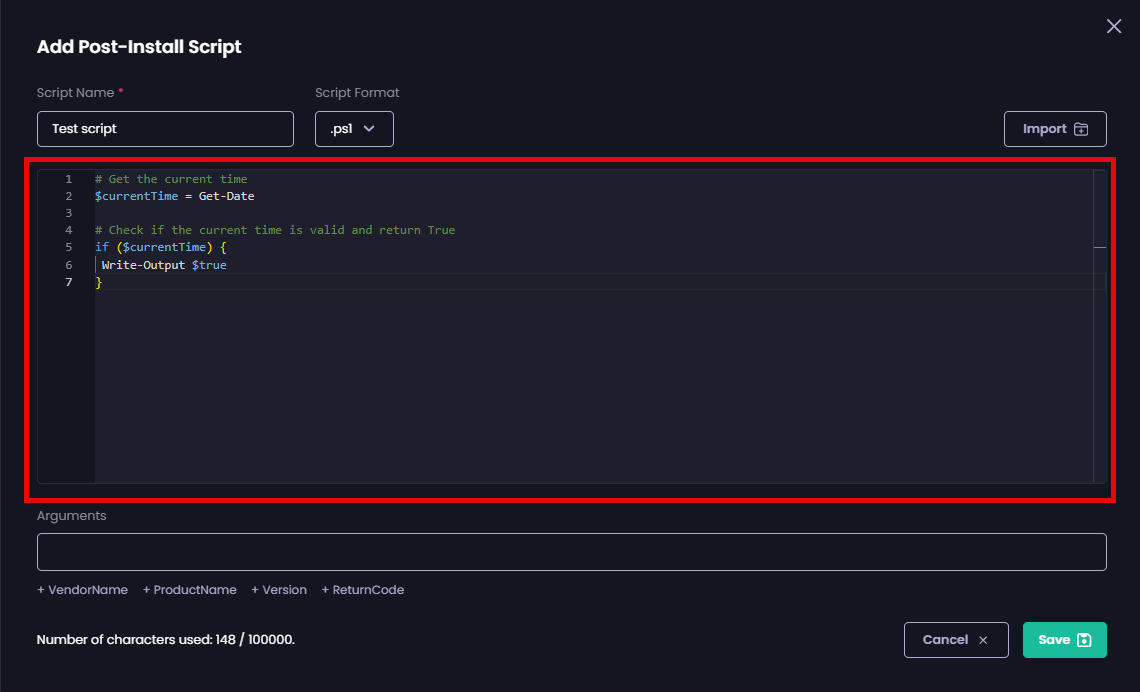 Add Post-Install Script
Script Name *
Script Format
Test script
.ps1
Import
1 # Get the current time
2 $currentTime = Get-Date
3
4 # Check if the current time is valid and return True
5 if ($currentTime) {
6 Write-Output $true
7 }
Arguments
+ VendorName + ProductName + Version + ReturnCode
Number of characters used: 148 / 100000.
Cancel
Save